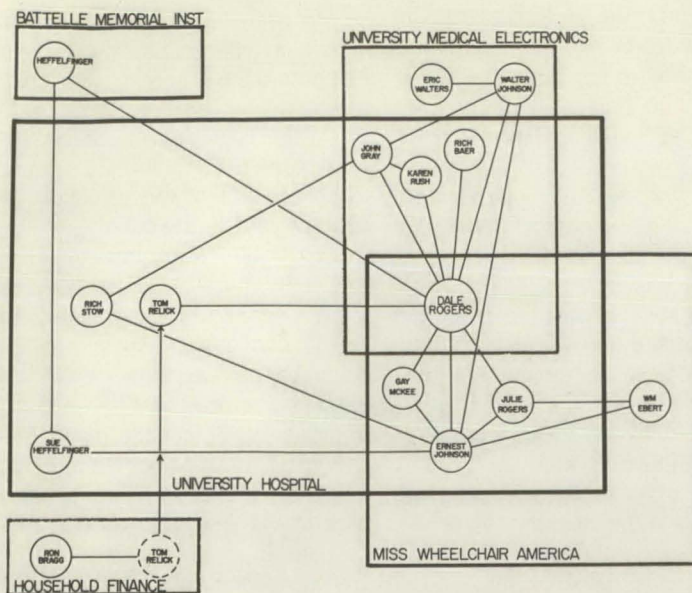 BATTELLE MEMORIAL INST
HEFFELFINGER
UNIVERSITY MEDICAL ELECTRONICS
ERIC
WALTERS
WALTER
JOHNSON
JOHN
GRAY
KAREN
RUSH
RICH
BAER
RICH
STOW
TOM
RELICK
DALE
ROGERS
GAY
MCKEE
JULIE
ROGERS
WM
EBERT
SUE
HEFFELFINGER
ERNEST
JOHNSON
UNIVERSITY HOSPITAL
RON
BRAGG
TOM
RELICK
HOUSEHOLD FINANCE
MISS WHEELCHAIR AMERICA